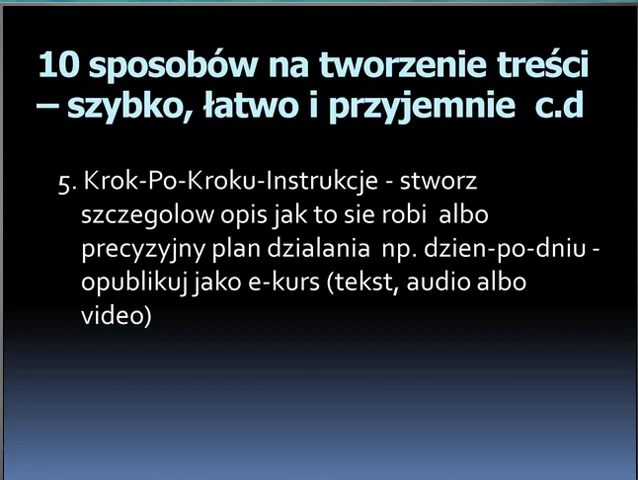 10 sposobów na tworzenie treści
– szybko, łatwo i przyjemnie c.d
5. Krok-Po-Kroku-Instrukcje - stworz
szczegolow opis jak to sie robi albo
precyzyjny plan dzialania np. dzien-po-dniu -
opublikuj jako e-kurs (tekst, audio albo
video)